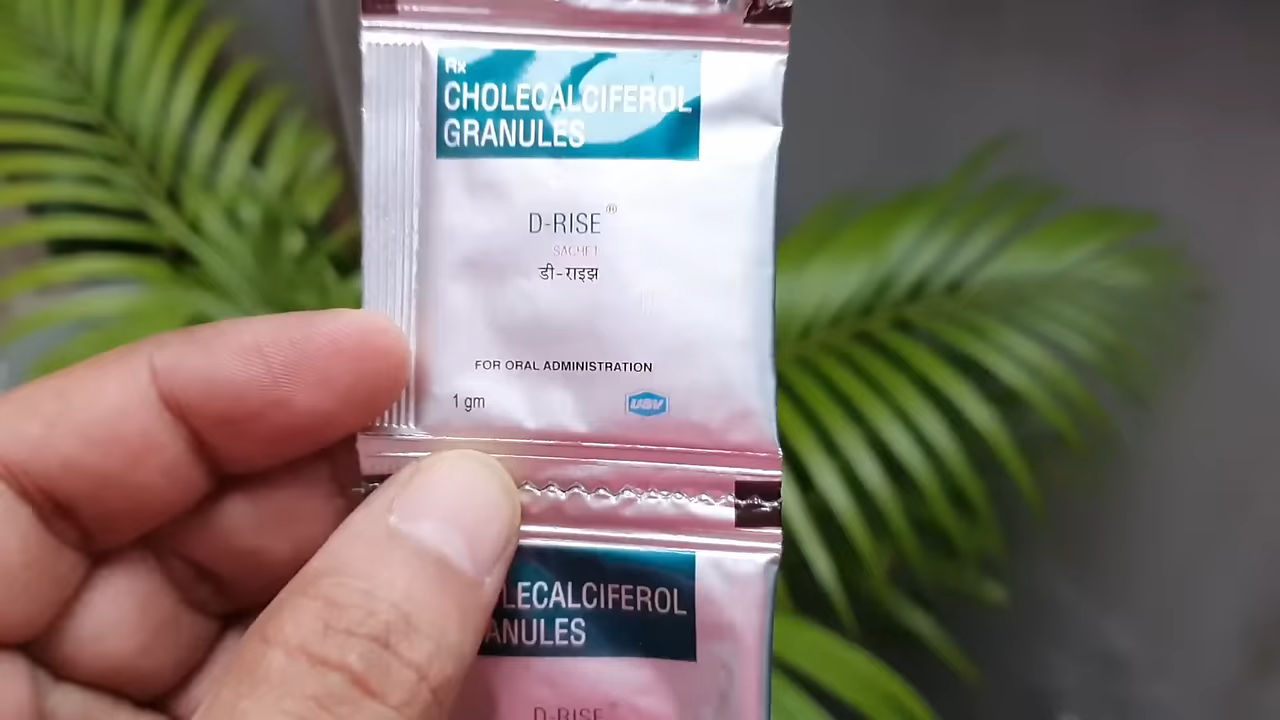 Rx
CHOLECALCIFEROL
GRANULES
D-RISE®
SACHET
डी-राइझ
FOR ORAL ADMINISTRATION
1 gm
USV
LECALCIFEROL
ANULES
D-RISE